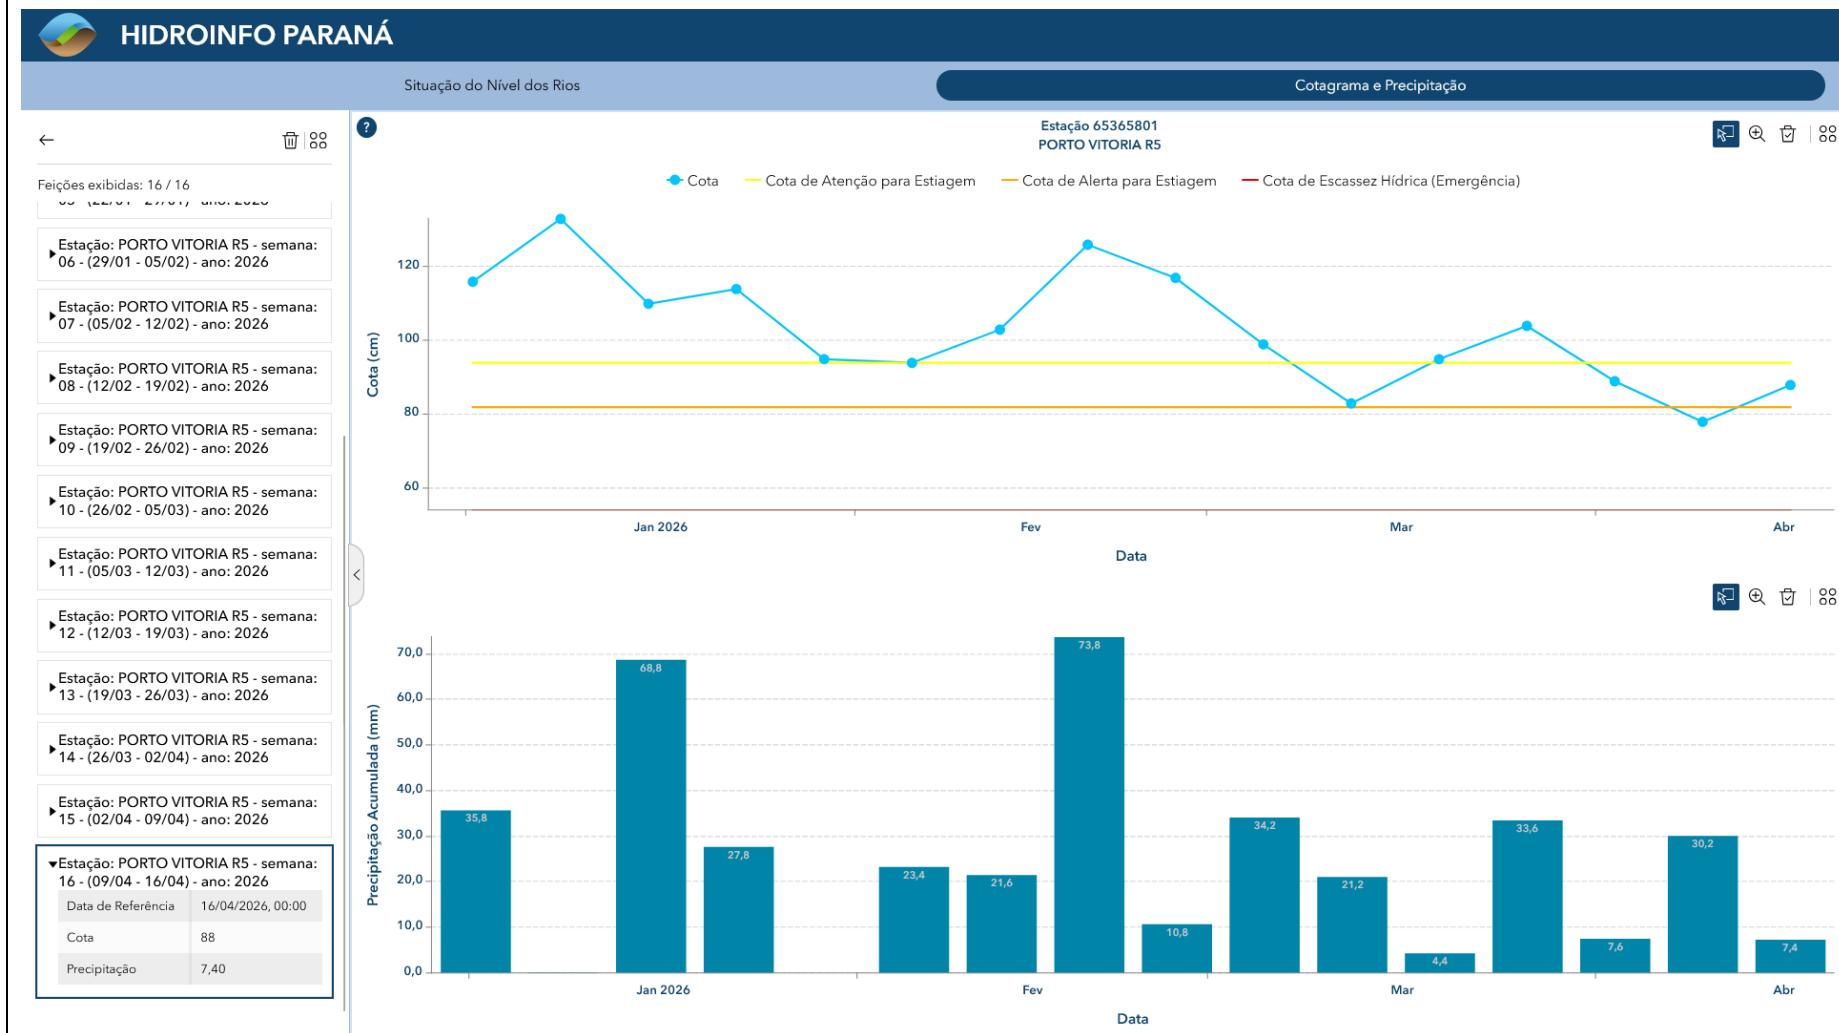 HIDROINFO PARANÁ
Situação do Nível dos Rios
Cotagrama e Precipitação
Feições exibidas: 16 / 16
05 - (22/01 - 29/01) - ano: 2026
Estação: PORTO VITORIA R5 - semana:
06 - (29/01 - 05/02) - ano: 2026
Estação: PORTO VITORIA R5 - semana:
07 - (05/02 - 12/02) - ano: 2026
Estação: PORTO VITORIA R5 - semana:
08 - (12/02 - 19/02) - ano: 2026
Estação: PORTO VITORIA R5 - semana:
09 - (19/02 - 26/02) - ano: 2026
Estação: PORTO VITORIA R5 - semana:
10 - (26/02 - 05/03) - ano: 2026
Estação: PORTO VITORIA R5 - semana:
11 - (05/03 - 12/03) - ano: 2026
Estação: PORTO VITORIA R5 - semana:
12 - (12/03 - 19/03) - ano: 2026
Estação: PORTO VITORIA R5 - semana:
13 - (19/03 - 26/03) - ano: 2026
Estação: PORTO VITORIA R5 - semana:
14 - (26/03 - 02/04) - ano: 2026
Estação: PORTO VITORIA R5 - semana:
15 - (02/04 - 09/04) - ano: 2026
Estação: PORTO VITORIA R5 - semana:
16 - (09/04 - 16/04) - ano: 2026
Data de Referência 16/04/2026, 00:00
Cota 88
Precipitação 7,40
?
Estação 65365801
PORTO VITORIA R5
Cota Cota de Atenção para Estiagem Cota de Alerta para Estiagem Cota de Escassez Hídrica (Emergência)
Cota (cm)
120
100
80
60
Jan 2026 Fev Mar Abr
Data
Precipitação Acumulada (mm)
70,0
60,0
50,0
40,0
30,0
20,0
10,0
0,0
35,8 68,8 27,8 23,4 21,6 73,8 10,8 34,2 21,2 4,4 33,6 7,6 30,2 7,4
Jan 2026 Fev Mar Abr
Data